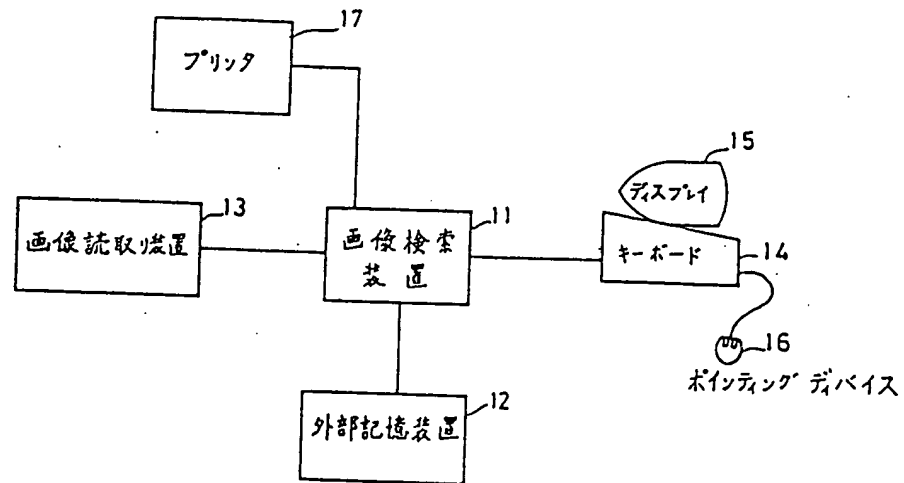 17
プリンタ
15
ディスプレイ
13
画像読取り装置
11
画像検索
装置
キーボード
14
16
ポインティング デバイス
12
外部記憶装置